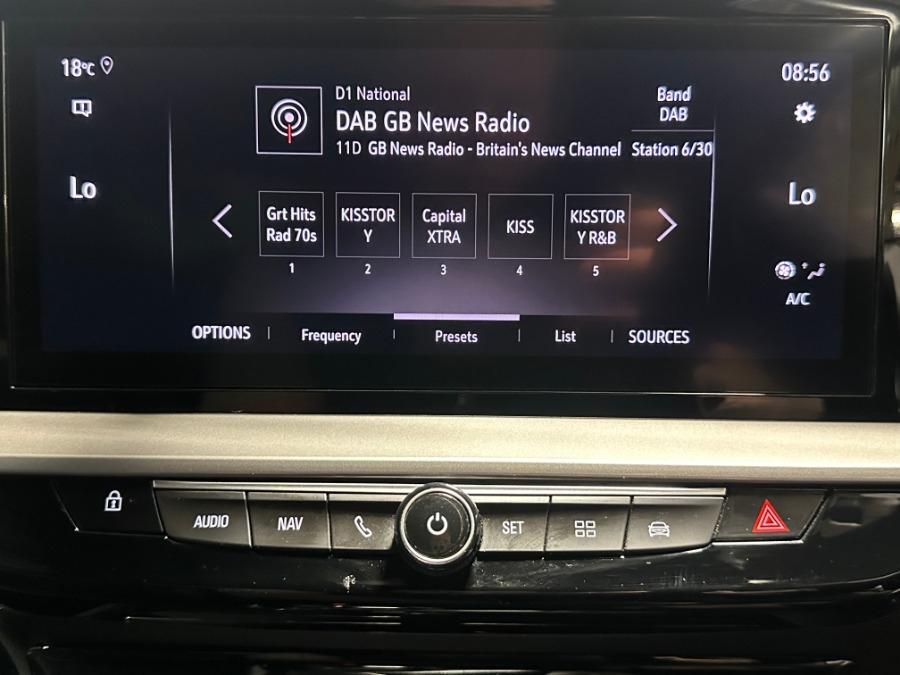 18°C
08:56
D1 National
DAB GB News Radio
11D GB News Radio - Britain's News Channel
Band
DAB
Station 6/30
Lo
Lo
Grt Hits
Rad 70s
KISSTOR
Y
Capital
XTRA
KISS
KISSTOR
Y R&B
1
2
3
4
5
A/C
OPTIONS
Frequency
Presets
List
SOURCES
AUDIO
NAV
SET